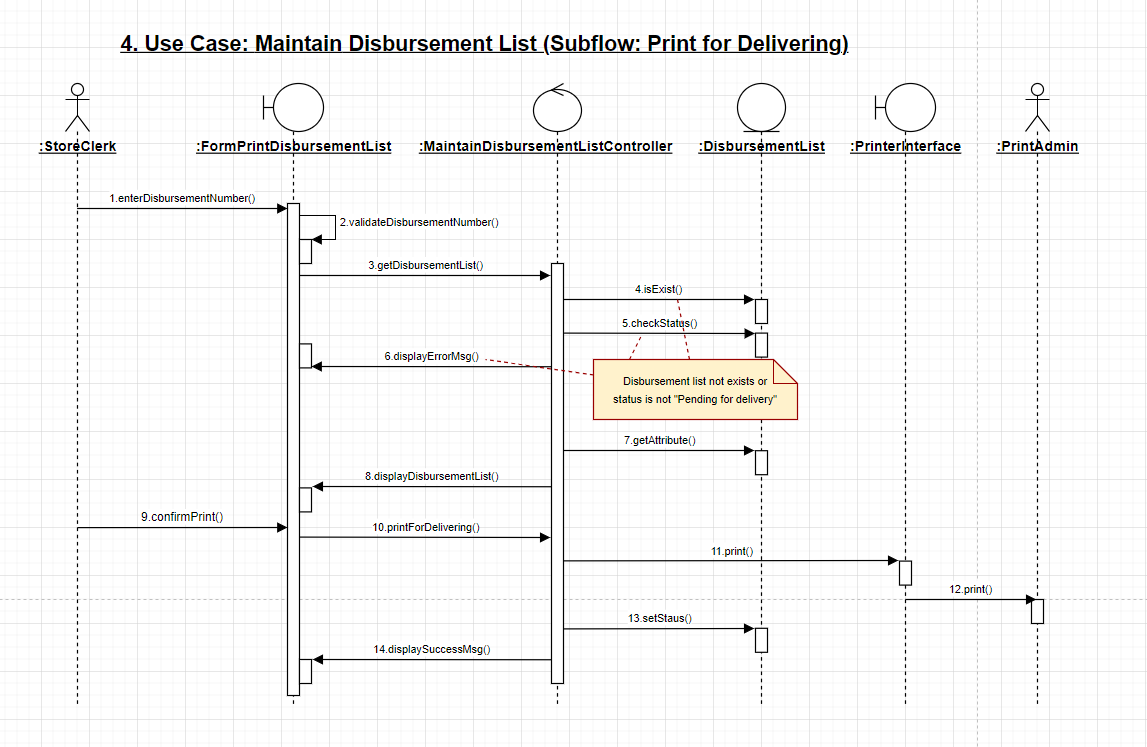 4. Use Case: Maintain Disbursement List (Subflow: Print for Delivering)
:StoreClerk
:FormPrintDisbursementList
:MaintainDisbursementListController
:DisbursementList
:PrinterInterface
:PrintAdmin
1.enterDisbursementNumber()
2.validateDisbursementNumber()
3.getDisbursementList()
4.isExist()
5.checkStatus()
6.displayErrorMsg()
Disbursement list not exists or
status is not "Pending for delivery"
7.getAttribute()
8.displayDisbursementList()
9.confirmPrint()
10.printForDelivering()
11.print()
12.print()
13.setStaus()
14.displaySuccessMsg()